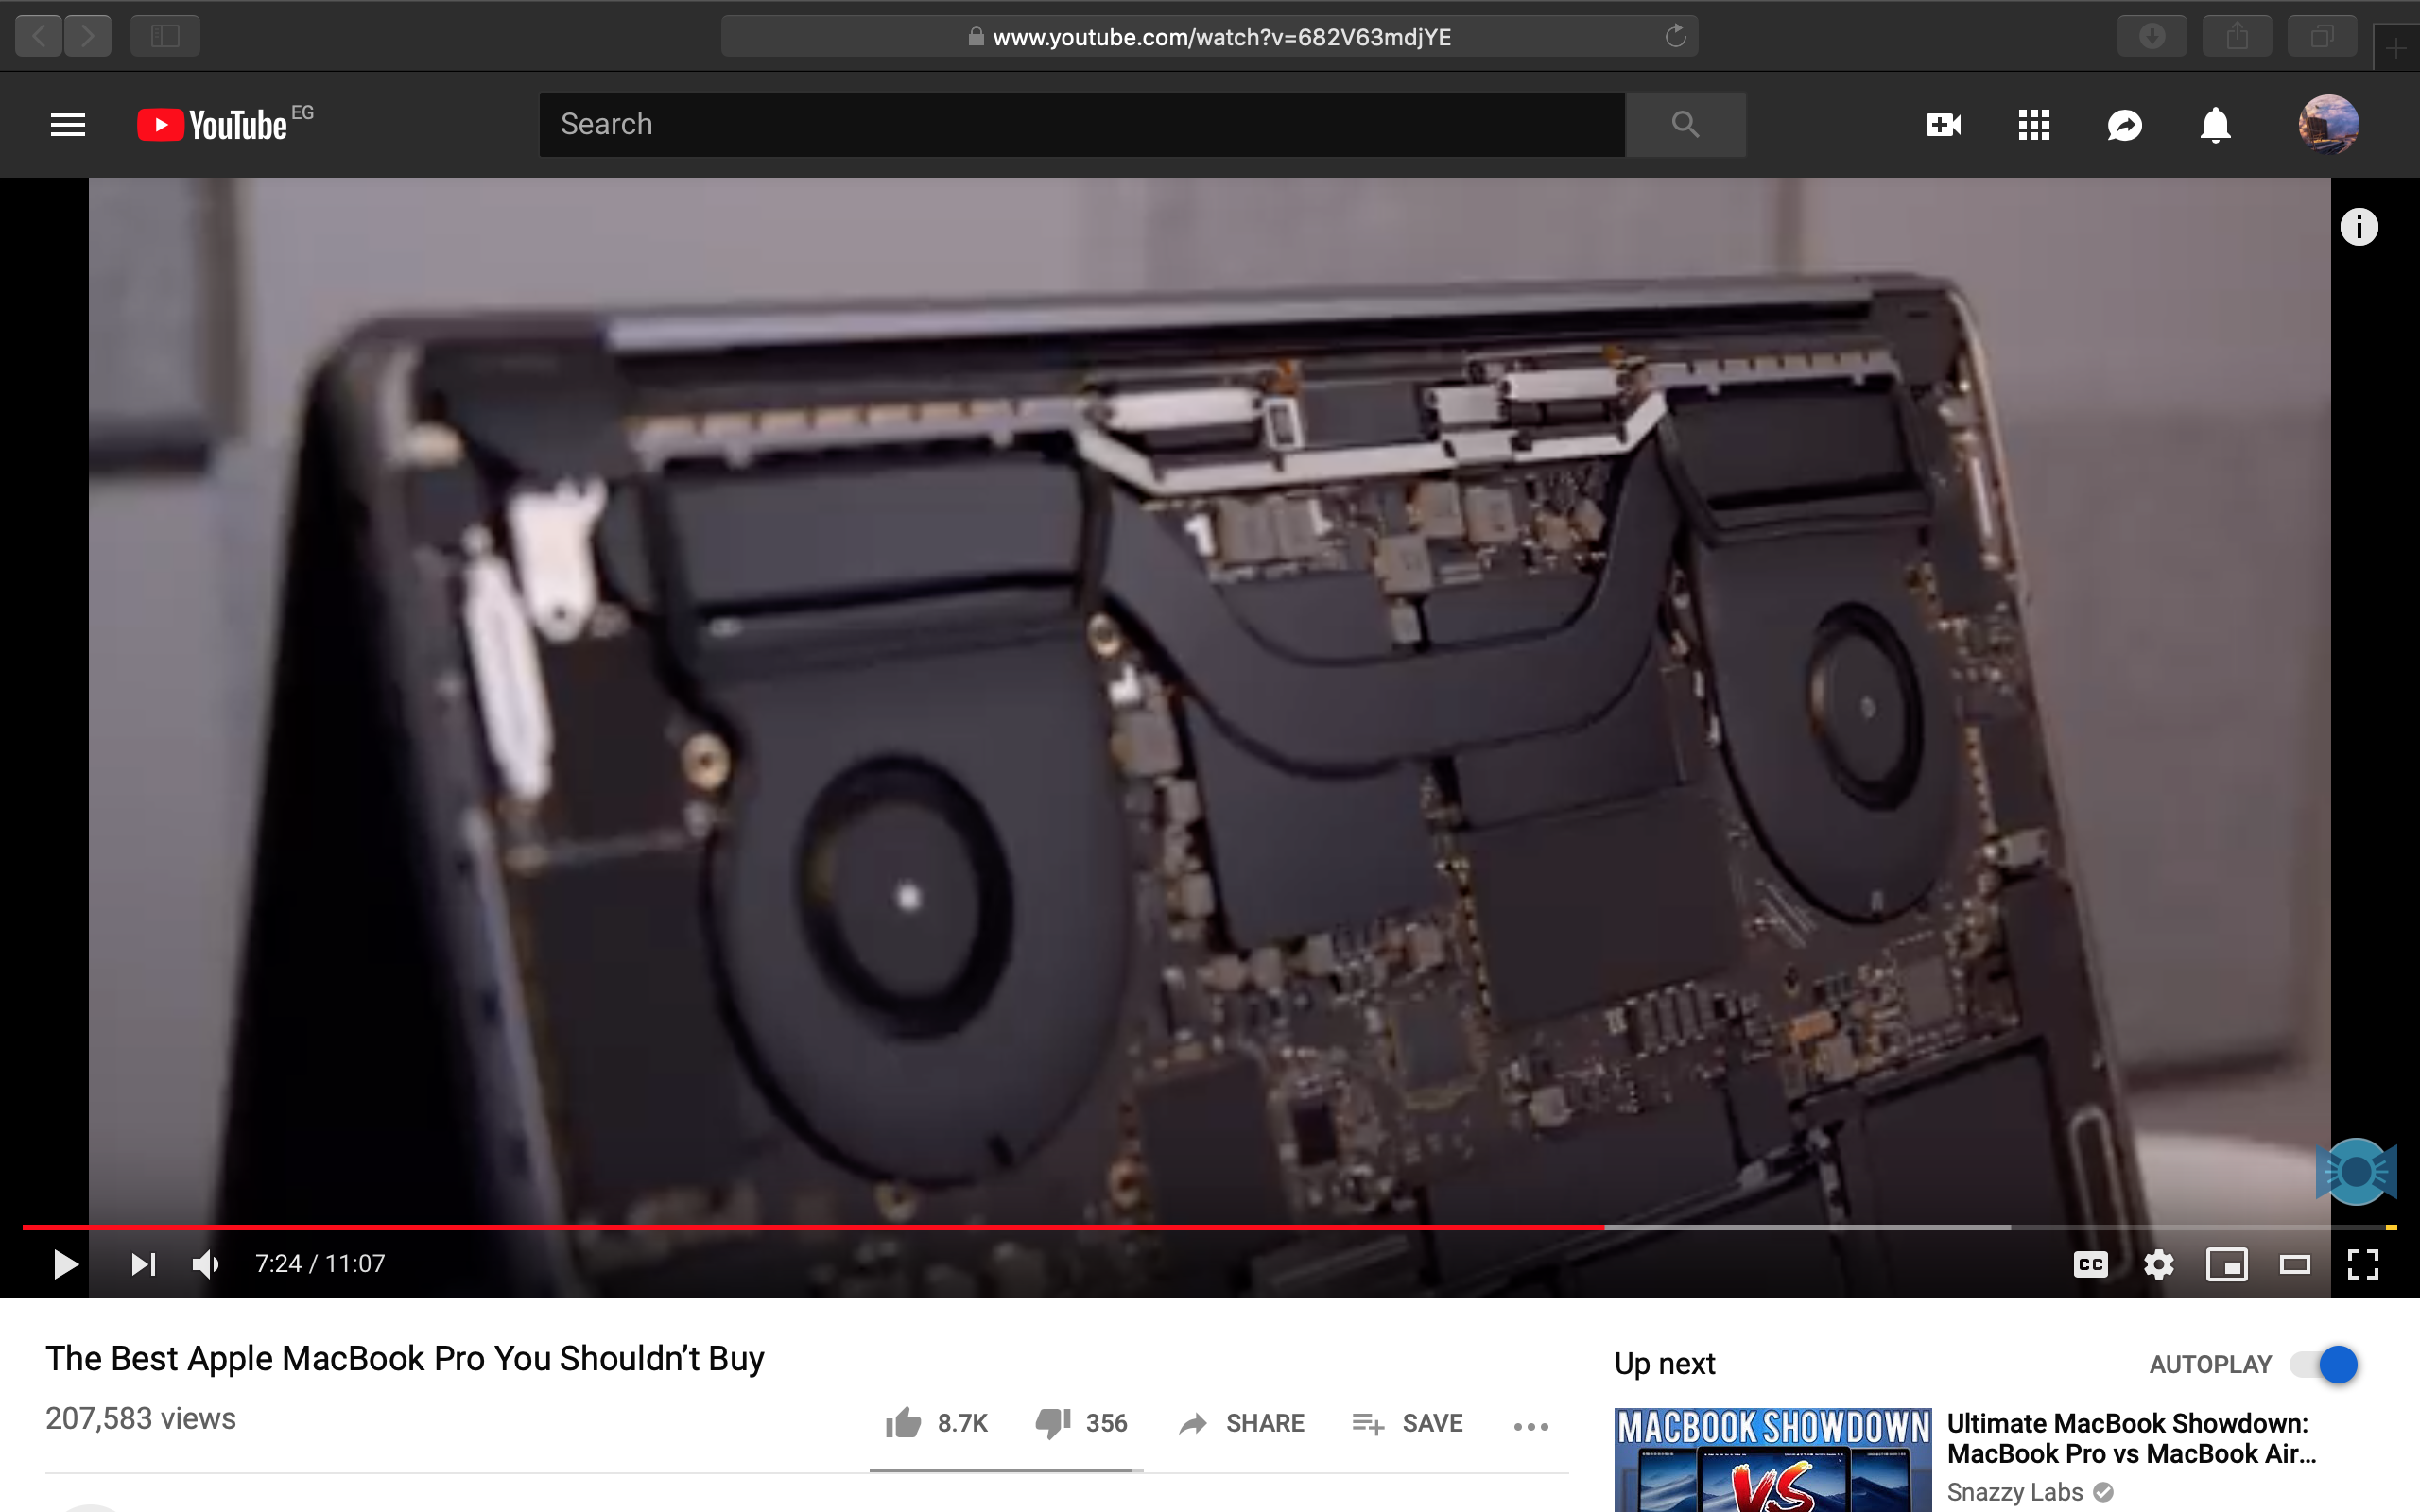 www.youtube.com/watch?v=682V63mdjYE
YouTube EG
Search
i
7:24 / 11:07
CC
The Best Apple MacBook Pro You Shouldn’t Buy
207,583 views
8.7K
356
SHARE
SAVE
Up next
AUTOPLAY
MACBOOK SHOWDOWN
VS
Ultimate MacBook Showdown:
MacBook Pro vs MacBook Air...
Snazzy Labs